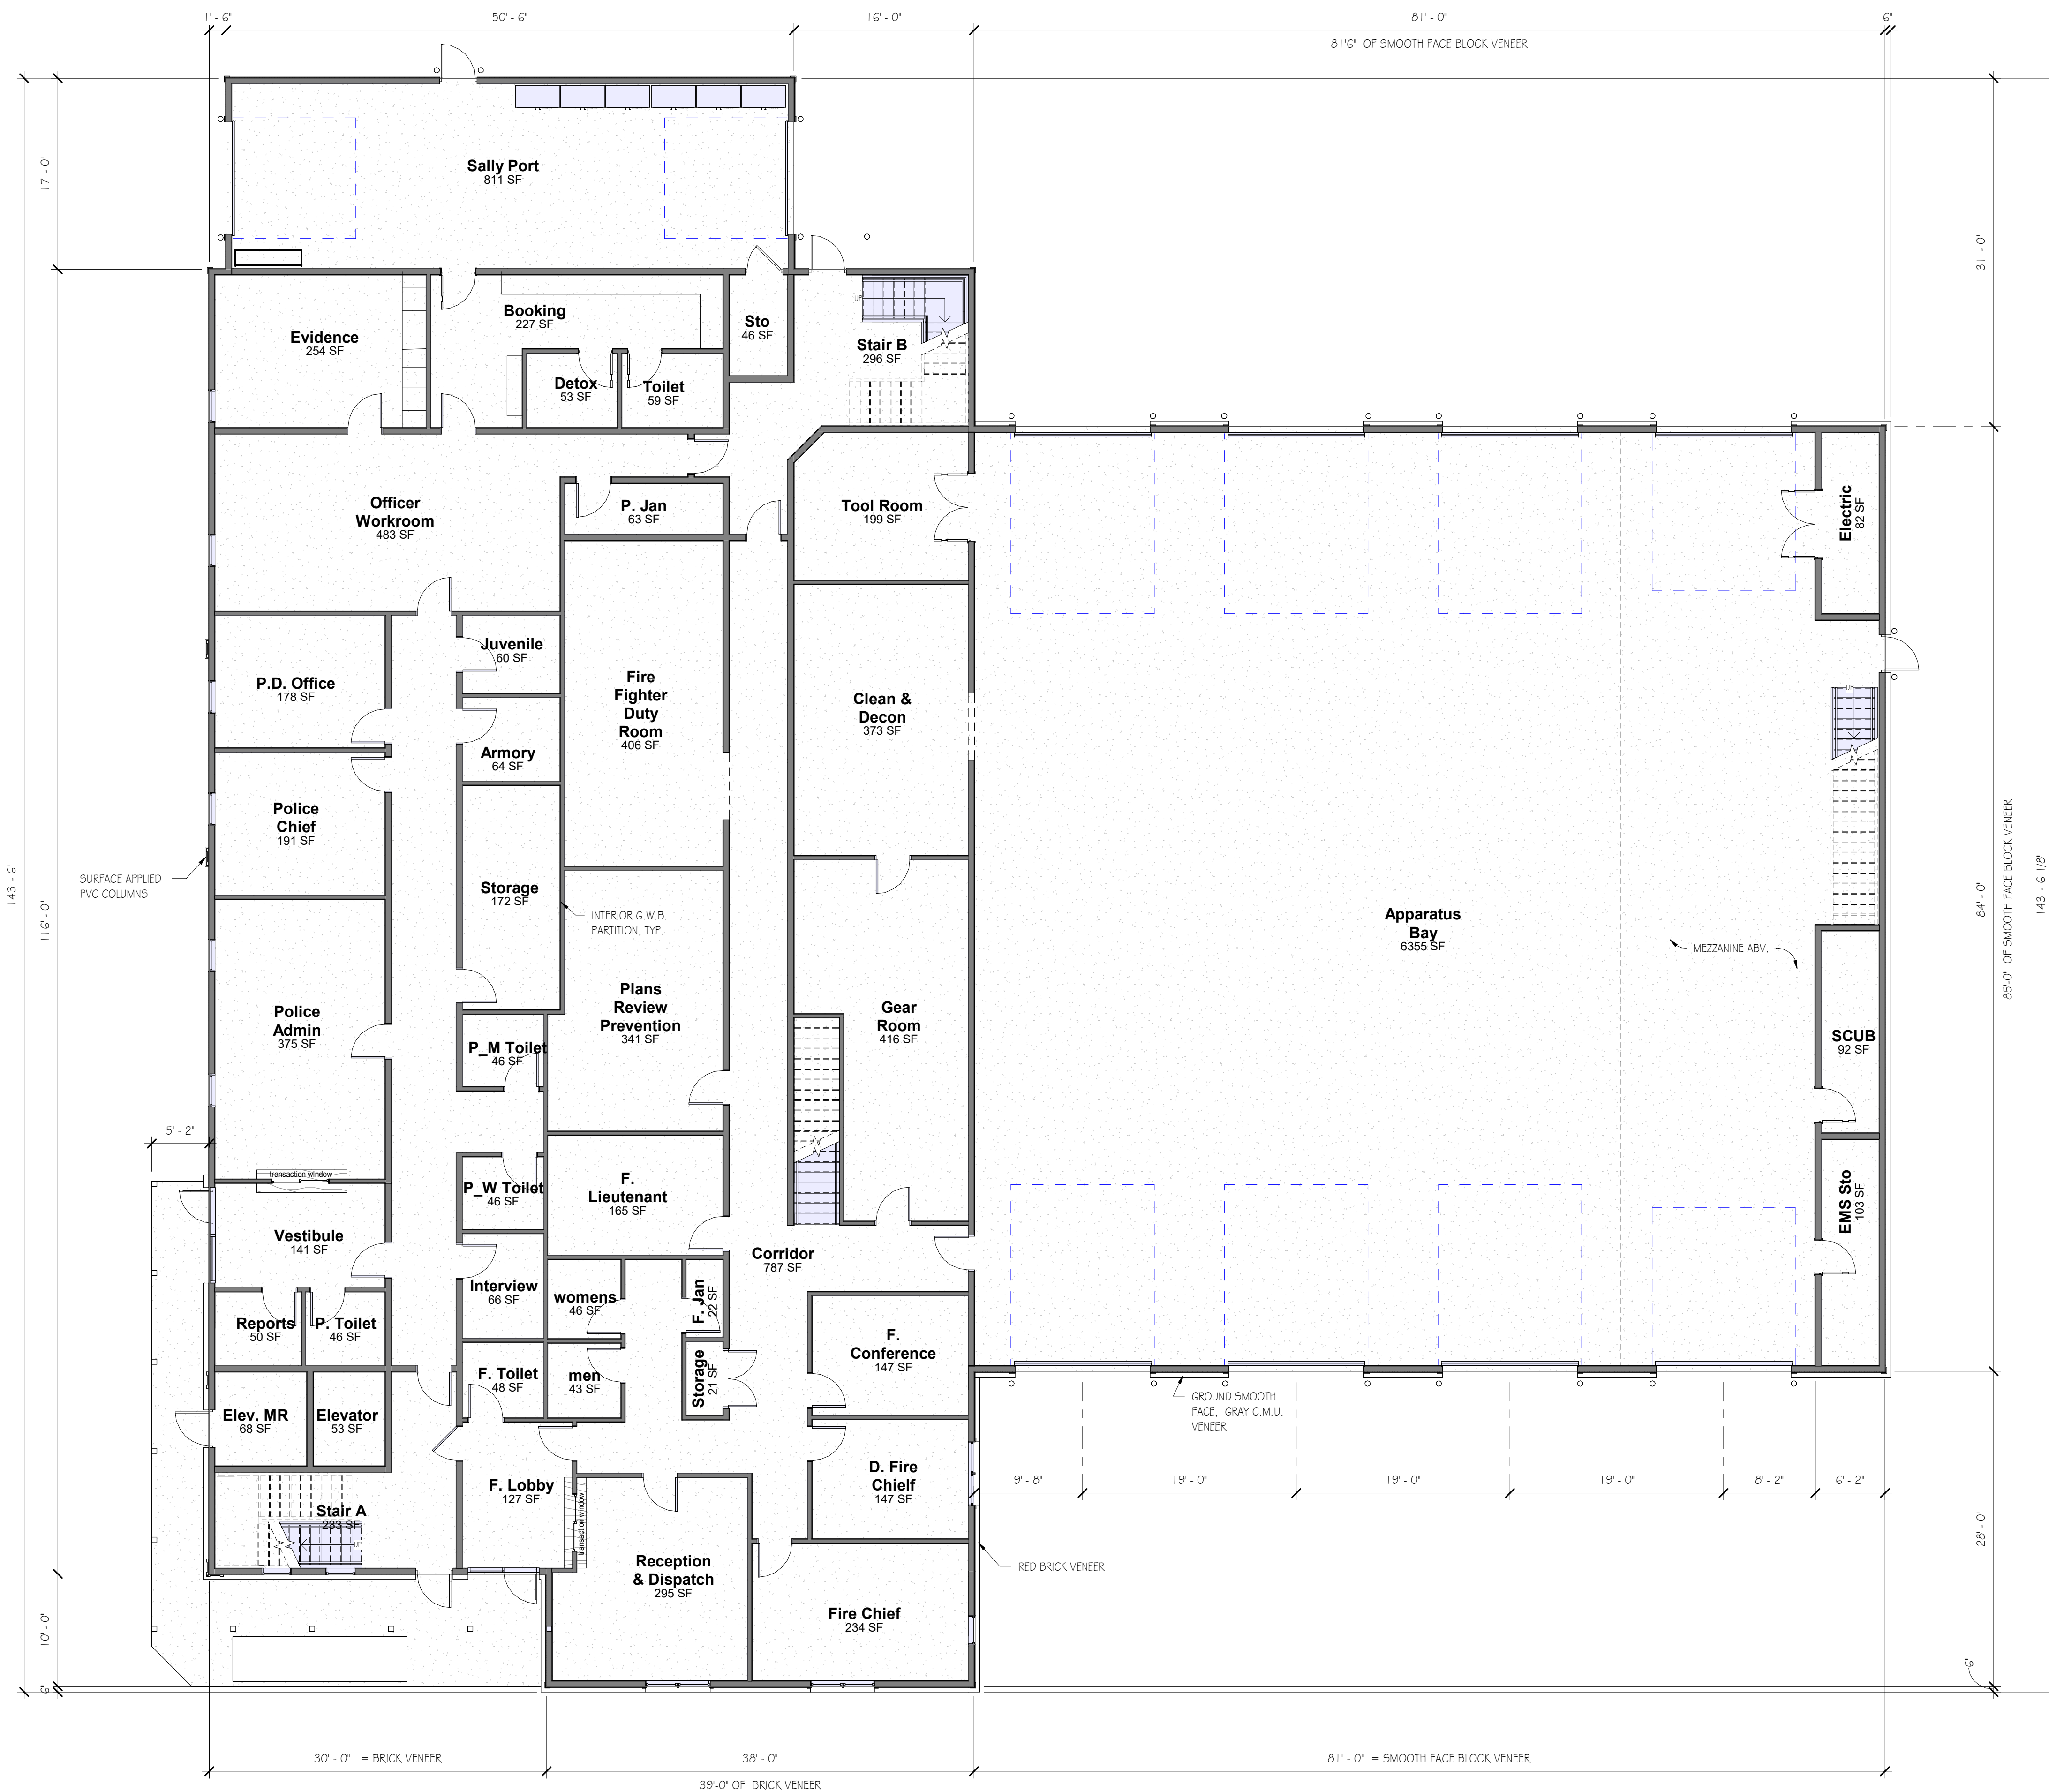 1' - 6"
50' - 6"
16' - 0"
81' - 0"
6"
81'6" OF SMOOTH FACE BLOCK VENEER
17' - 0"
31' - 0"
Sally Port
811 SF
Evidence
254 SF
Booking
227 SF
Sto
46 SF
UP
Stair B
296 SF
Detox
53 SF
Toilet
59 SF
Officer
Workroom
483 SF
P. Jan
63 SF
Tool Room
199 SF
Electric
82 SF
Juvenile
60 SF
P.D. Office
178 SF
Fire
Fighter
Duty
Room
406 SF
Clean &
Decon
373 SF
UP
Armory
64 SF
Police
Chief
191 SF
SURFACE APPLIED
PVC COLUMNS
143' - 6"
116' - 0"
Storage
172 SF
INTERIOR G.W.B.
PARTITION, TYP.
Apparatus
Bay
6355 SF
MEZZANINE ABV.
84' - 0"
85'-0" OF SMOOTH FACE BLOCK VENEER
143' - 6 1/8"
Police
Admin
375 SF
Plans
Review
Prevention
341 SF
Gear
Room
416 SF
SCUB
92 SF
P_M Toilet
46 SF
5' - 2"
transaction window
P_W Toilet
46 SF
F.
Lieutenant
165 SF
EMS Sto
103 SF
Vestibule
141 SF
Corridor
787 SF
Interview
66 SF
womens
46 SF
F. Jan
22 SF
Reports
50 SF
P. Toilet
46 SF
F.
Conference
147 SF
F. Toilet
48 SF
men
43 SF
Storage
21 SF
GROUND SMOOTH
FACE, GRAY C.M.U.
VENEER
Elev. MR
68 SF
Elevator
53 SF
D. Fire
Chielf
147 SF
9' - 8"
19' - 0"
19' - 0"
19' - 0"
8' - 2"
6' - 2"
F. Lobby
127 SF
transaction window
Stair A
233 SF
UP
28' - 0"
Reception
& Dispatch
295 SF
RED BRICK VENEER
Fire Chief
234 SF
10' - 0"
6"
6"
30' - 0" = BRICK VENEER
38' - 0"
81' - 0" = SMOOTH FACE BLOCK VENEER
39'-0" OF BRICK VENEER